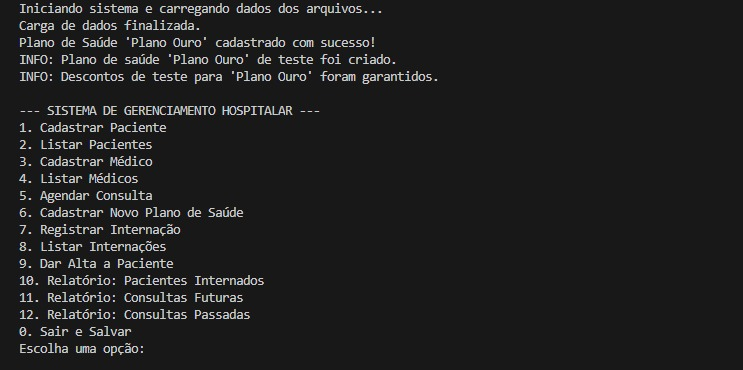 Iniciando sistema e carregando dados dos arquivos...
Carga de dados finalizada.
Plano de Saúde 'Plano Ouro' cadastrado com sucesso!
INFO: Plano de saúde 'Plano Ouro' de teste foi criado.
INFO: Descontos de teste para 'Plano Ouro' foram garantidos.
--- SISTEMA DE GERENCIAMENTO HOSPITALAR ---
1. Cadastrar Paciente
2. Listar Pacientes
3. Cadastrar Médico
4. Listar Médicos
5. Agendar Consulta
6. Cadastrar Novo Plano de Saúde
7. Registrar Internação
8. Listar Internações
9. Dar Alta a Paciente
10. Relatório: Pacientes Internados
11. Relatório: Consultas Futuras
12. Relatório: Consultas Passadas
0. Sair e Salvar
Escolha uma opção: